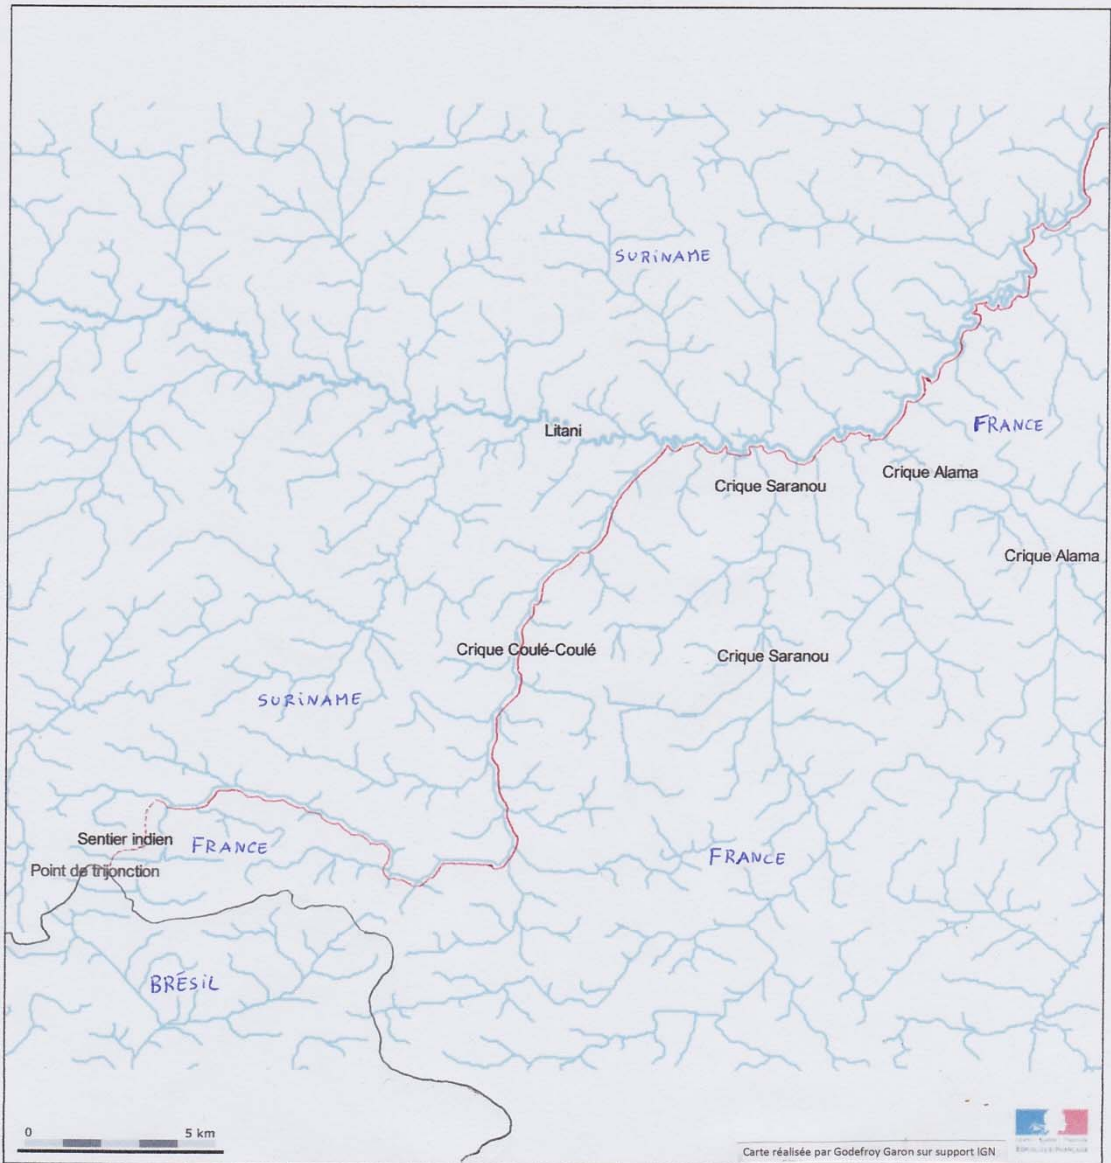 SURINAME
FRANCE
Litani
Crique Alama
Crique Saranou
Crique Alama
Crique Coulé-Coulé
Crique Saranou
SURINAME
Sentier indien
FRANCE
FRANCE
Point de trijonction
BRÉSIL
0 5 km
Carte réalisée par Godefroy Garon sur support IGN